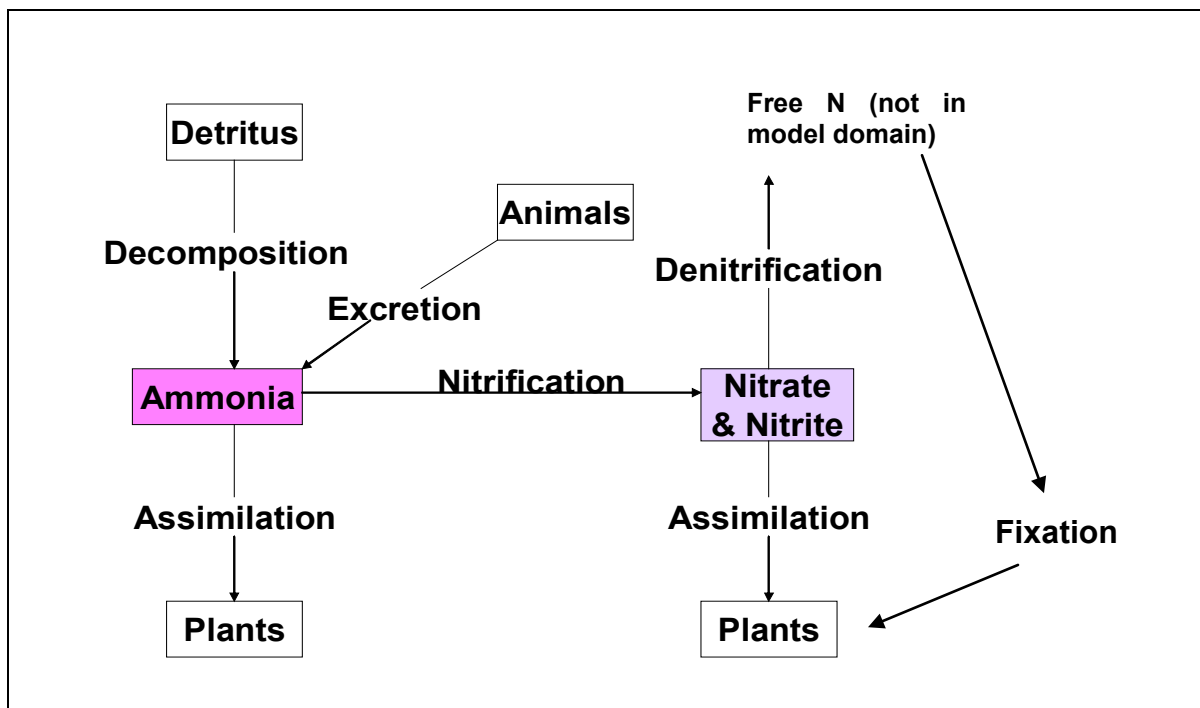 Free N (not in
model domain)
Detritus
Animals
Decomposition
Denitrification
Excretion
Nitrification
Ammonia
Nitrate
& Nitrite
Assimilation
Assimilation
Fixation
Plants
Plants